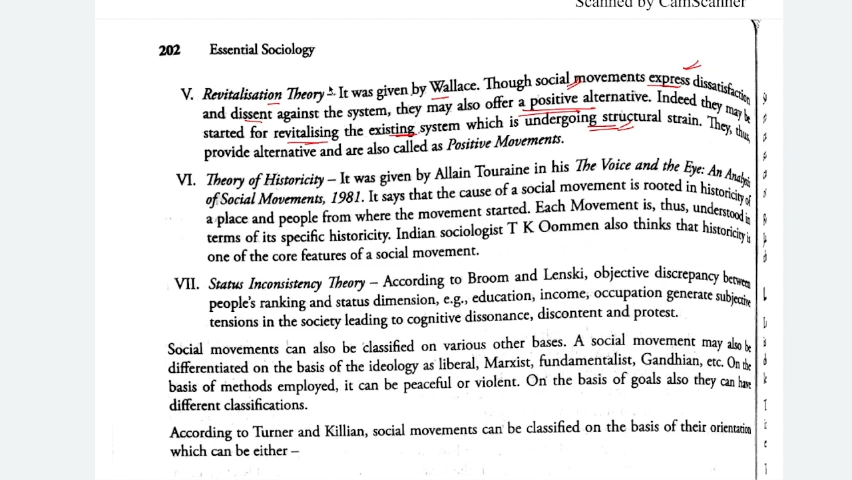 Scanned by CamScanner
202 Essential Sociology
V. Revitalisation Theory – It was given by Wallace. Though social movements express dissatisfaction
and dissent against the system, they may also offer a positive alternative. Indeed they may be
started for revitalising the existing system which is undergoing structural strain. They, thus,
provide alternative and are also called as Positive Movements.
VI. Theory of Historicity – It was given by Allain Touraine in his The Voice and the Eye: An Analysis
of Social Movements, 1981. It says that the cause of a social movement is rooted in historicity of
a place and people from where the movement started. Each Movement is, thus, understood in
terms of its specific historicity. Indian sociologist T K Oommen also thinks that historicity is
one of the core features of a social movement.
VII. Status Inconsistency Theory – According to Broom and Lenski, objective discrepancy between
people's ranking and status dimension, e.g., education, income, occupation generate subjective
tensions in the society leading to cognitive dissonance, discontent and protest.
Social movements can also be classified on various other bases. A social movement may also be
differentiated on the basis of the ideology as liberal, Marxist, fundamentalist, Gandhian, etc. On the
basis of methods employed, it can be peaceful or violent. On the basis of goals also they can have
different classifications.
According to Turner and Killian, social movements can be classified on the basis of their orientation
which can be either –